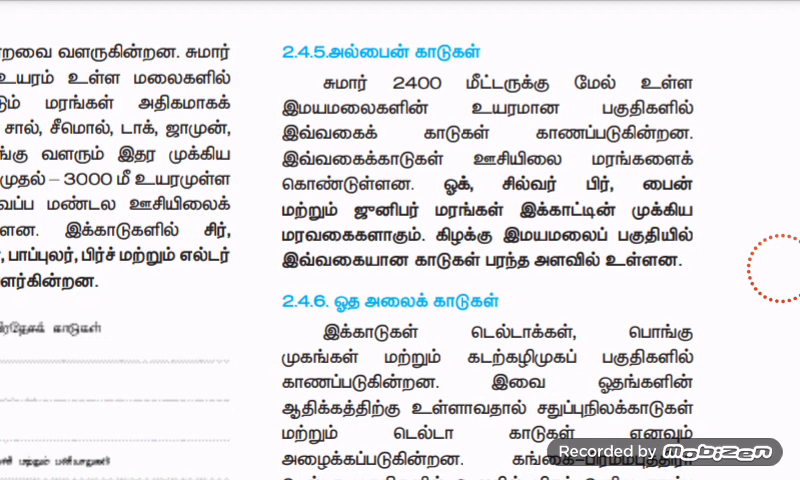 றவை வளருகின்றன. சுமார்
உயரம் உள்ள மலைகளில்
டும் மரங்கள் அதிகமாகக்
சால், சீமொல், டாக், ஜாமுன்,
ங்கு வளரும் இதர முக்கிய
முதல் – 3000 மீ உயரமுள்ள
வப்ப மண்டல ஊசியிலைக்
ளன. இக்காடுகளில் சிர்,
பாப்புலர், பிர்ச் மற்றும் எல்டர்
ளர்கின்றன.
2.4.5.அல்பைன் காடுகள்
சுமார் 2400 மீட்டருக்கு மேல் உள்ள
இமயமலைகளின் உயரமான பகுதிகளில்
இவ்வகைக் காடுகள் காணப்படுகின்றன.
இவ்வகைக்காடுகள் ஊசியிலை மரங்களைக்
கொண்டுள்ளன. ஓக், சில்வர் பிர், பைன்
மற்றும் ஜுனிபர் மரங்கள் இக்காட்டின் முக்கிய
மரவகைகளாகும். கிழக்கு இமயமலைப் பகுதியில்
இவ்வகையான காடுகள் பரந்த அளவில் உள்ளன.
2.4.6. ஓத அலைக் காடுகள்
இக்காடுகள் டெல்டாக்கள், பொங்கு
முகங்கள் மற்றும் கடற்கழிமுகப் பகுதிகளில்
காணப்படுகின்றன. இவை ஓதங்களின்
ஆதிக்கத்திற்கு உள்ளாவதால் சதுப்புநிலக்காடுகள்
மற்றும் டெல்டா காடுகள் எனவும்
அழைக்கப்படுகின்றன. கங்கை–பிரம்மபுத்திரா
Recorded by mobizen